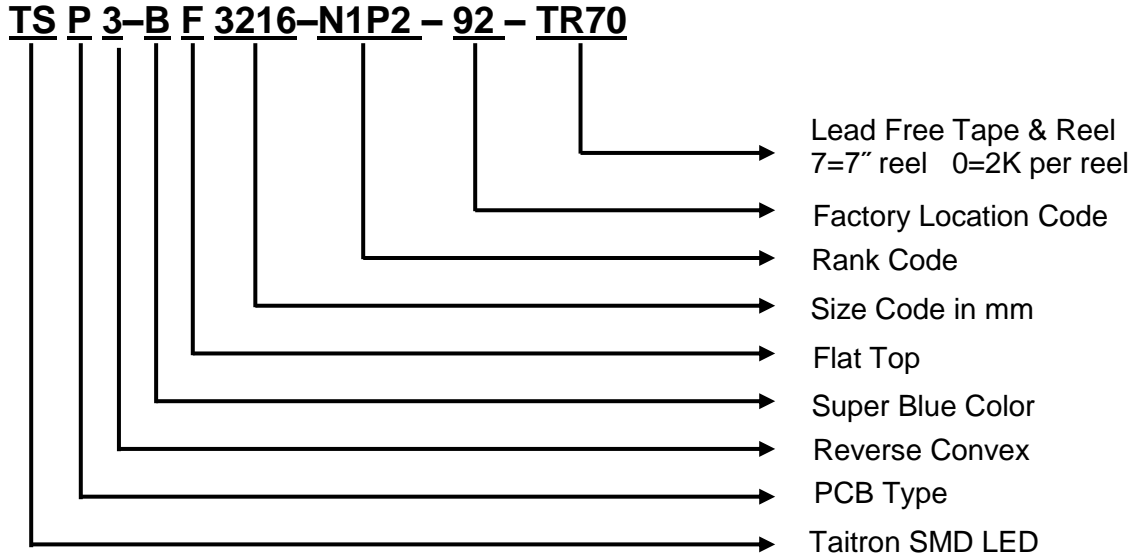 TS P 3–B F 3216–N1P2 – 92 – TR70
Lead Free Tape & Reel
7=7″ reel 0=2K per reel
Factory Location Code
Rank Code
Size Code in mm
Flat Top
Super Blue Color
Reverse Convex
PCB Type
Taitron SMD LED